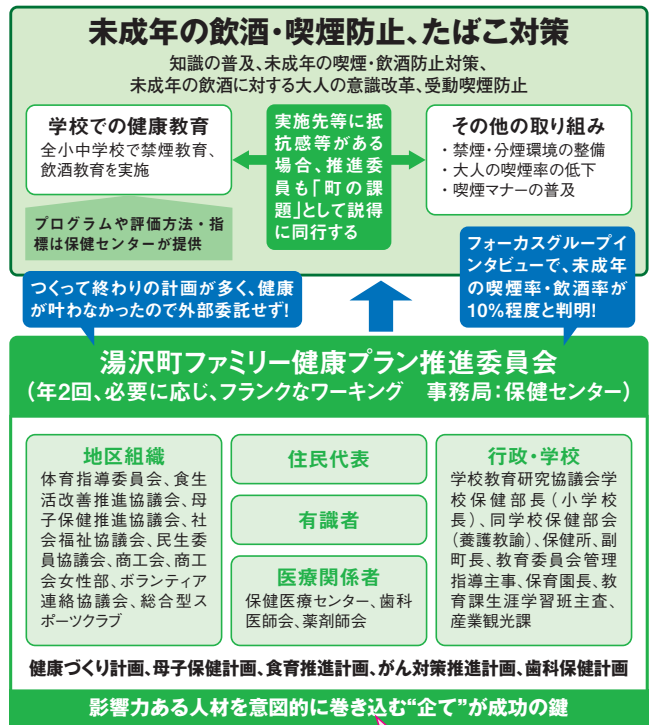 未成年の飲酒・喫煙防止、たばこ対策
知識の普及、未成年の喫煙・飲酒防止対策、
未成年の飲酒に対する大人の意識改革、受動喫煙防止
学校での健康教育
全小中学校で禁煙教育、
飲酒教育を実施
プログラムや評価方法・指
標は保健センターが提供
実施先等に抵
抗感等がある
場合、推進委員
も「町の課
題」として説得
に同行する
その他の取り組み
・禁煙・分煙環境の整備
・大人の喫煙率の低下
・喫煙マナーの普及
つくって終わりの計画が多く、健康
が叶わなかったので外部委託せず!
フォーカスグループイ
ンタビューで、未成年
の喫煙率・飲酒率が
10%程度と判明!
湯沢町ファミリー健康プラン推進委員会
(年2回、必要に応じ、フランクなワーキング　事務局:保健センター)
地区組織
体育指導委員会、食生
活改善推進協議会、母
子保健推進協議会、社
会福祉協議会、民生委
員協議会、商工会、商工
会女性部、ボランティア
連絡協議会、総合型ス
ポーツクラブ
住民代表
有識者
医療関係者
保健医療センター、歯科
医師会、薬剤師会
行政・学校
学校教育研究協議会学
校保健部長(小学校
長)、同学校保健部会
(養護教諭)、保健所、副
町長、教育委員会管理
指導主事、保育園長、教
育課生涯学習班主査、
産業観光課
健康づくり計画、母子保健計画、食育推進計画、がん対策推進計画、歯科保健計画
影響力ある人材を意図的に巻き込む“企て”が成功の鍵